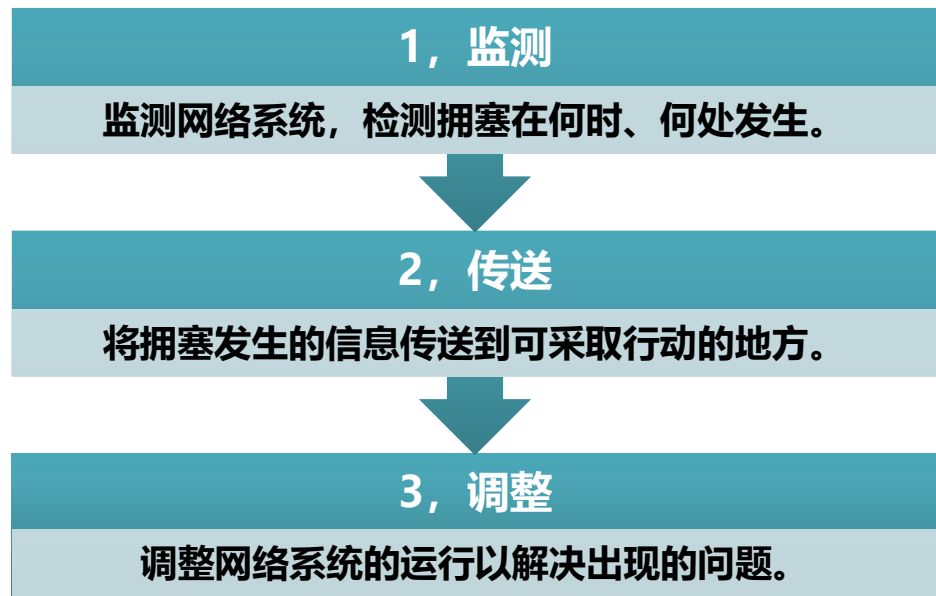 1，监测
监测网络系统，检测拥塞在何时、何处发生。
2，传送
将拥塞发生的信息传送到可采取行动的地方。
3，调整
调整网络系统的运行以解决出现的问题。